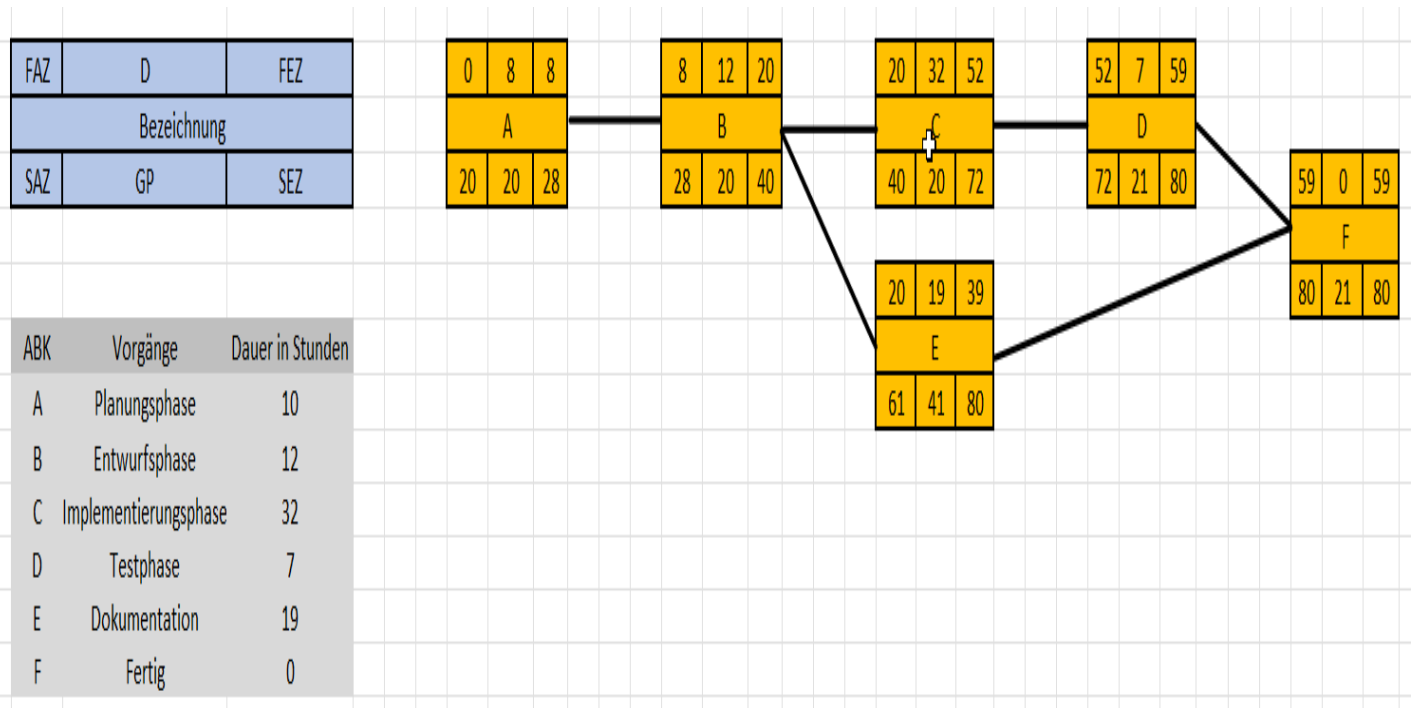 FAZ D FEZ
Bezeichnung
SAZ GP SEZ
0 8 8
A
20 20 28
8 12 20
B
28 20 40
20 32 52
C
40 20 72
52 7 59
D
72 21 80
59 0 59
F
80 21 80
20 19 39
E
61 41 80
ABK Vorgänge Dauer in Stunden
A Planungsphase 10
B Entwurfsphase 12
C Implementierungsphase 32
D Testphase 7
E Dokumentation 19
F Fertig 0